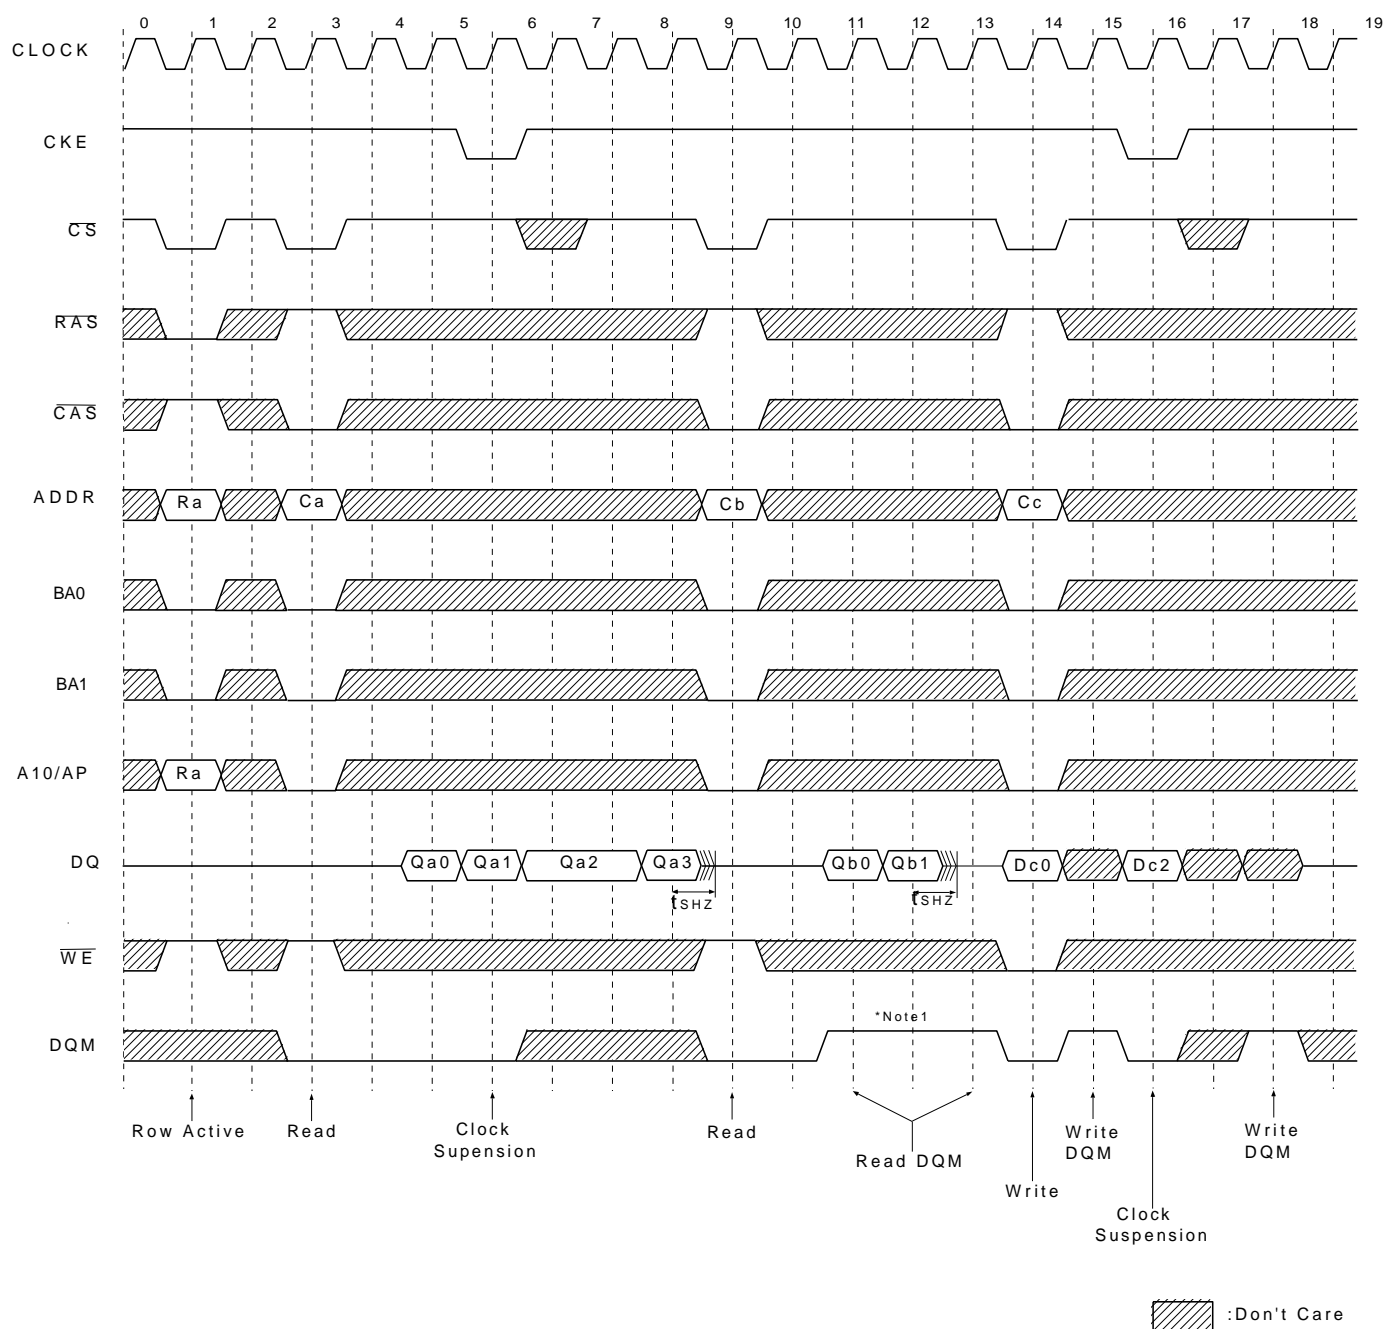 0 1 2 3 4 5 6 7 8 9 10 11 12 13 14 15 16 17 18 19
CLOCK
CKE
CS
RAS
CAS
ADDR Ra Ca Cb Cc
BA0
BA1
A10/AP Ra
DQ Qa0 Qa1 Qa2 Qa3 Qb0 Qb1 Dc0 Dc2
tSHZ tSHZ
WE
*Note1
DQM
Row Active Read Clock Read Write Write
Supension DQM DQM
Read DQM
Write
Clock
Suspension
:Don't Care